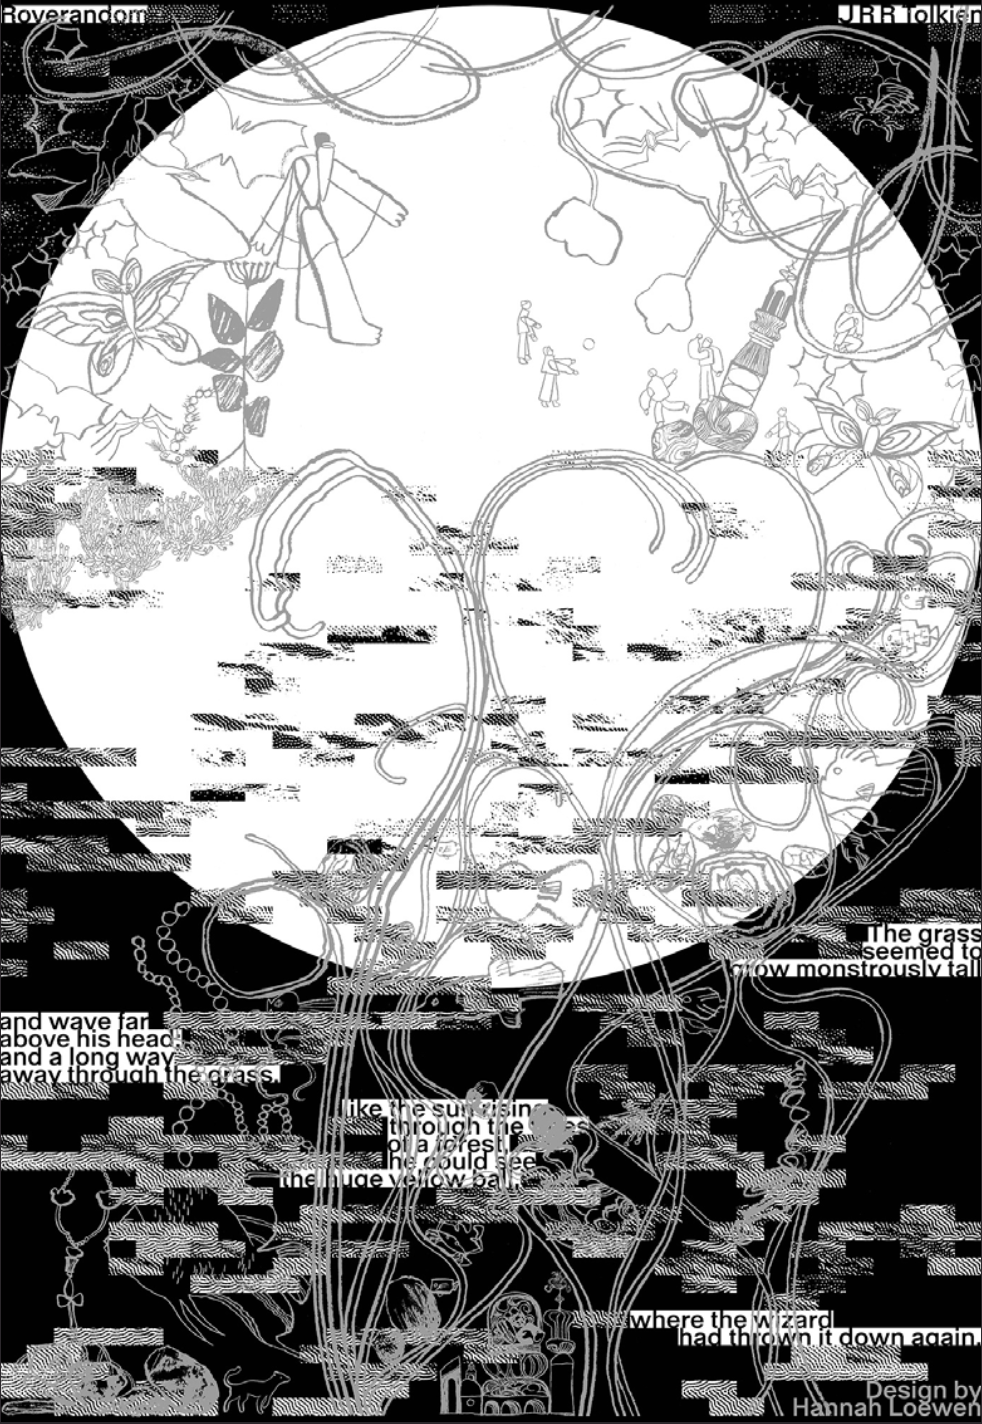 Roverandom
J R R Tolkien
The grass
seemed to
grow monstrously tall
and wave far
above his head!
and a long way
away through the grass,
like the sun rising
through the trees
of a forest,
he could see
the huge yellow ball,
where the wizard
had thrown it down again.
Design by
Hannah Loewen